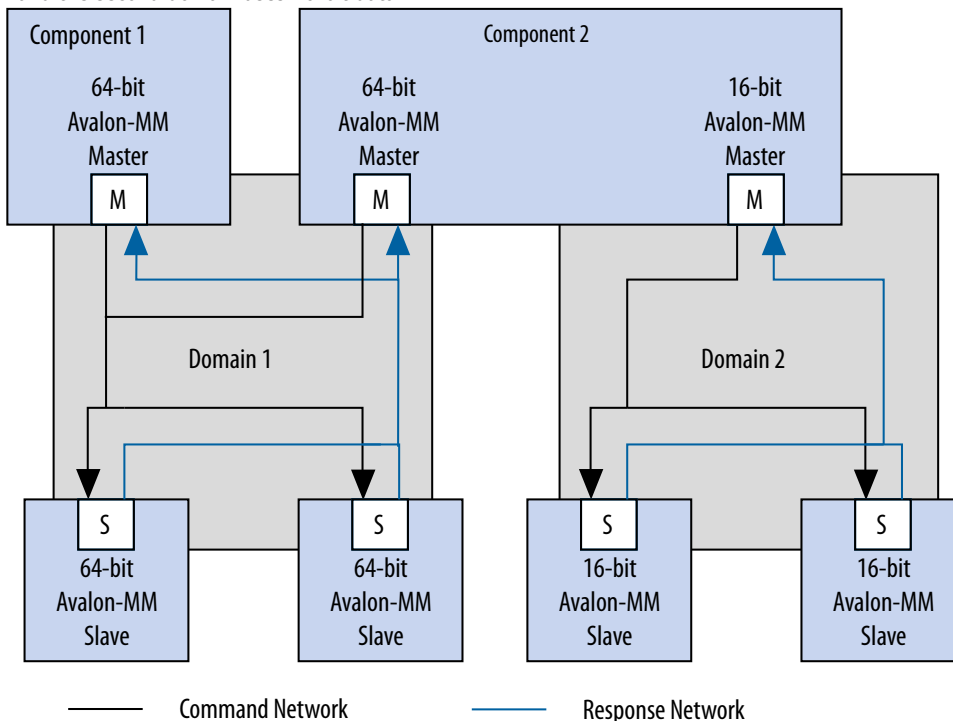 Component 1
Component 2
64-bit
Avalon-MM
Master
64-bit
Avalon-MM
Master
16-bit
Avalon-MM
Master
M
M
M
Domain 1
Domain 2
S
S
S
S
64-bit
Avalon-MM
Slave
64-bit
Avalon-MM
Slave
16-bit
Avalon-MM
Slave
16-bit
Avalon-MM
Slave
Command Network
Response Network